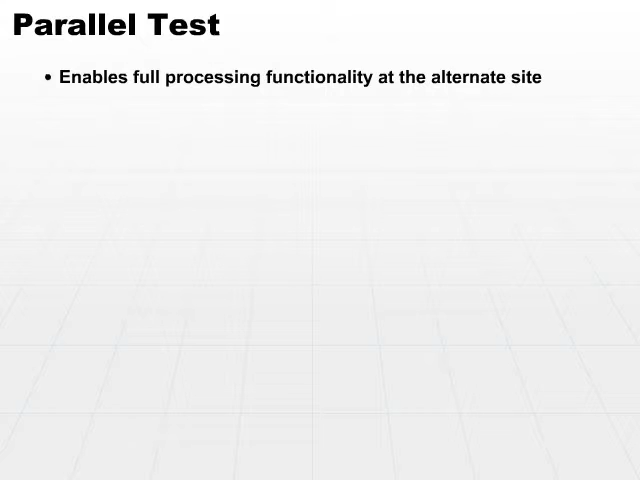 Parallel Test
• Enables full processing functionality at the alternate site